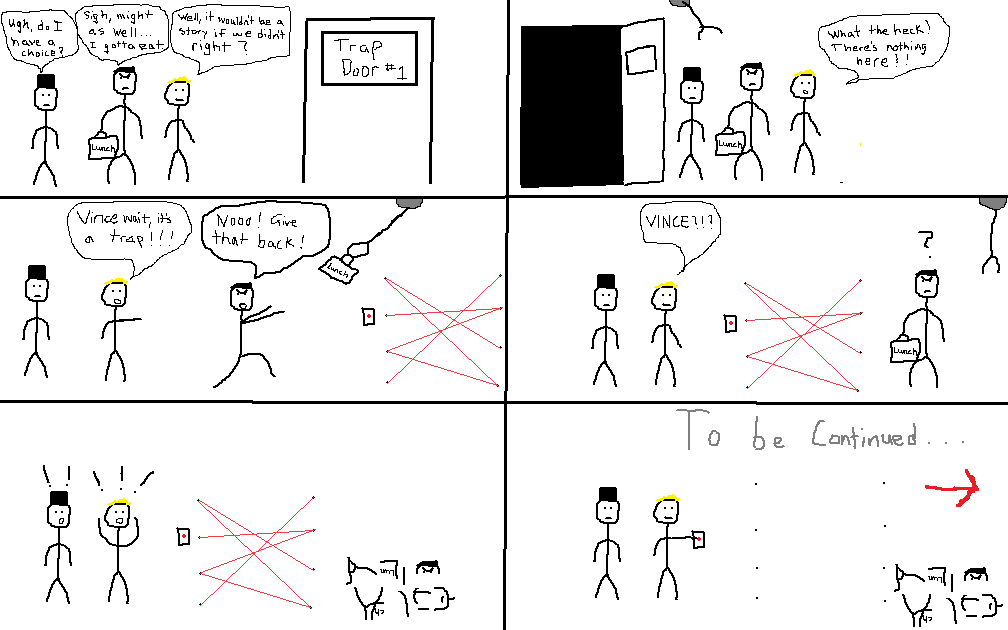 Ugh, do I
have a
choice?
Sigh, might
as well...
I gotta eat.
Well, it wouldn't be a
story if we didn't
right?
Trap
Door #1
Lunch
What the heck!
There's nothing
here!!
Lunch
Vince wait, it's
a trap!!!
Nooo! Give
that back!
Lunch
VINCE?!?
?
Lunch
! !
! ! !
To be Continued...